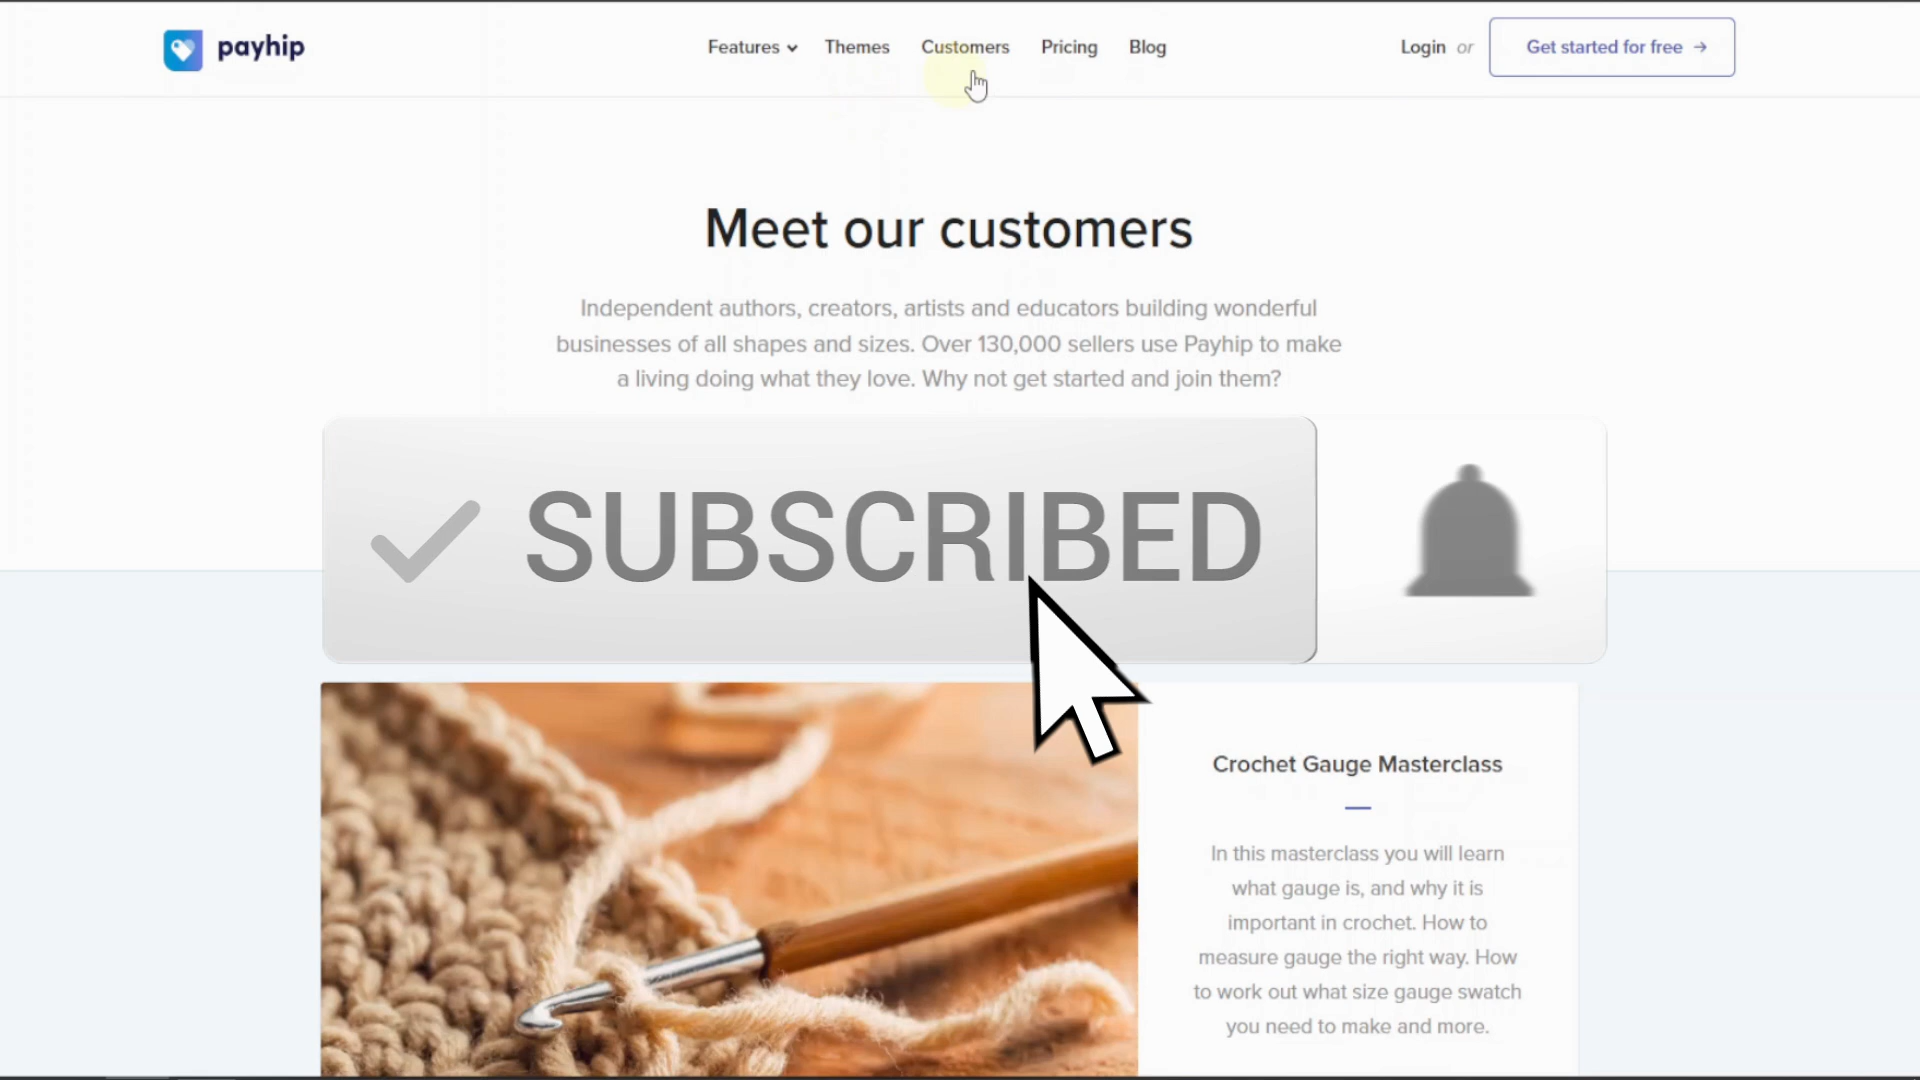 payhip
Features
Themes
Customers
Pricing
Blog
Login or
Get started for free →
Meet our customers
Independent authors, creators, artists and educators building wonderful
businesses of all shapes and sizes. Over 130,000 sellers use Payhip to make
a living doing what they love. Why not get started and join them?
SUBSCRIBED
Crochet Gauge Masterclass
In this masterclass you will learn
what gauge is, and why it is
important in crochet. How to
measure gauge the right way. How
to work out what size gauge swatch
you need to make and more.